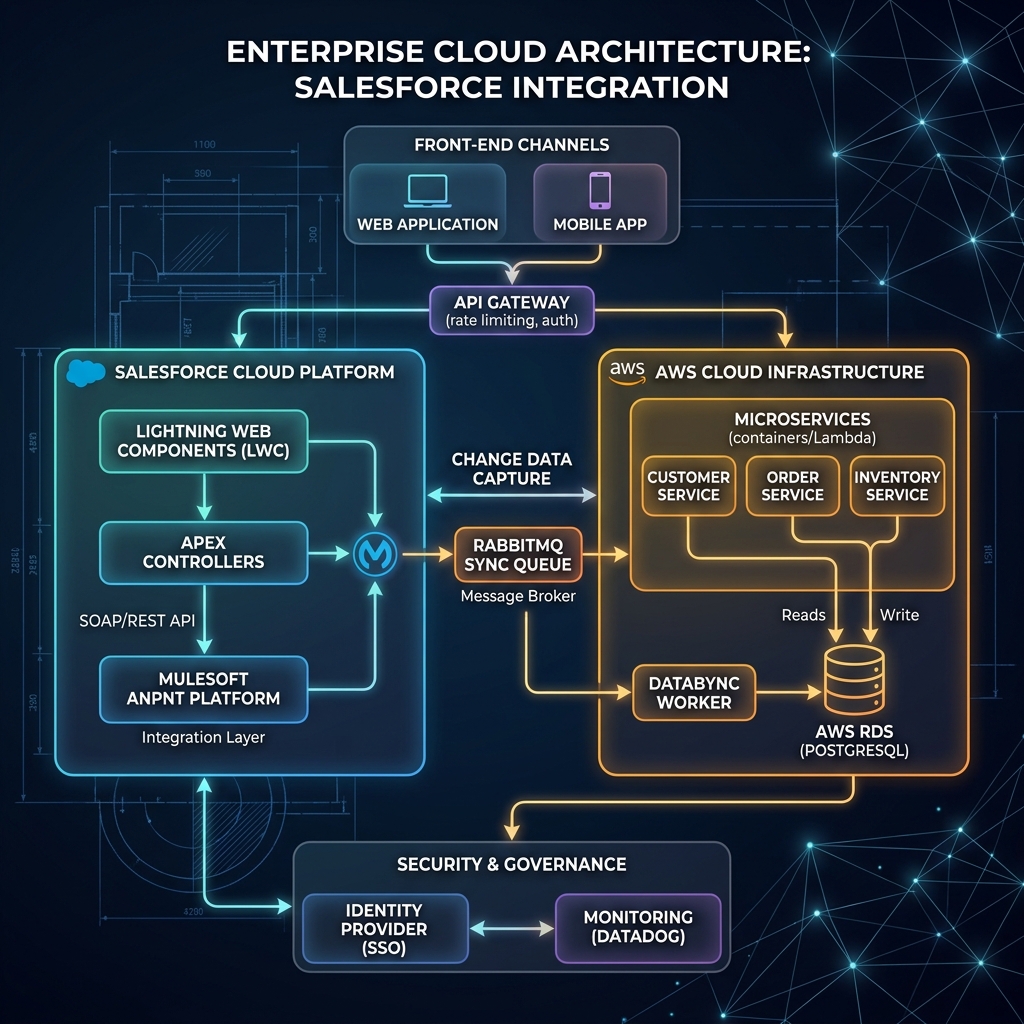 ENTERPRISE CLOUD ARCHITECTURE:
SALESFORCE INTEGRATION
FRONT-END CHANNELS
WEB APPLICATION
MOBILE APP
API GATEWAY
(rate limiting, auth)
1100
300
SALESFORCE CLOUD PLATFORM
LIGHTNING WEB
COMPONENTS (LWC)
APEX
CONTROLLERS
SOAP/REST API
MULESOFT
ANPNT PLATFORM
Integration Layer
CHANGE DATA
CAPTURE
RABBITMQ
SYNC QUEUE
Message Broker
aws
AWS CLOUD INFRASTRUCTURE
MICROSERVICES
(containers/Lambda)
CUSTOMER
SERVICE
ORDER
SERVICE
INVENTORY
SERVICE
Reads
Write
DATABYNC
WORKER
AWS RDS
(POSTGRESQL)
SECURITY & GOVERNANCE
IDENTITY
PROVIDER
(SSO)
MONITORING
(DATADOG)